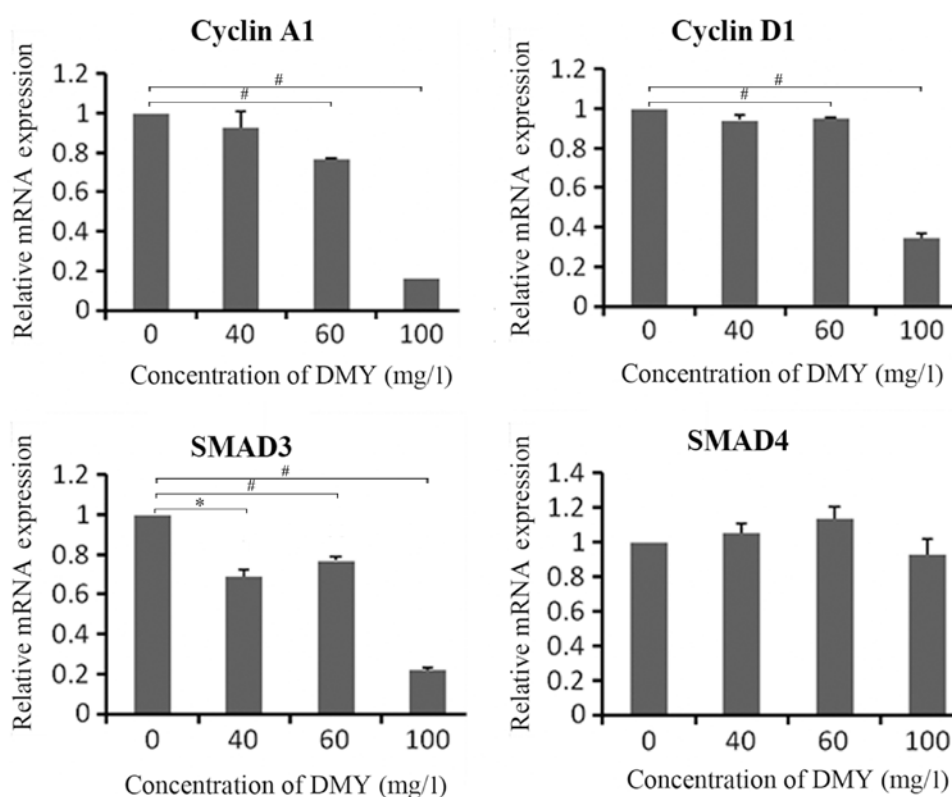 Cyclin A1
Relative mRNA expression
1.2
1
0.8
0.6
0.4
0.2
0
#
#
0 40 60 100
Concentration of DMY (mg/l)
Cyclin D1
Relative mRNA expression
1.2
1
0.8
0.6
0.4
0.2
0
#
#
0 40 60 100
Concentration of DMY (mg/l)
SMAD3
Relative mRNA expression
1.2
1
0.8
0.6
0.4
0.2
0
#
#
*
0 40 60 100
Concentration of DMY (mg/l)
SMAD4
Relative mRNA expression
1.4
1.2
1
0.8
0.6
0.4
0.2
0
0 40 60 100
Concentration of DMY (mg/l)